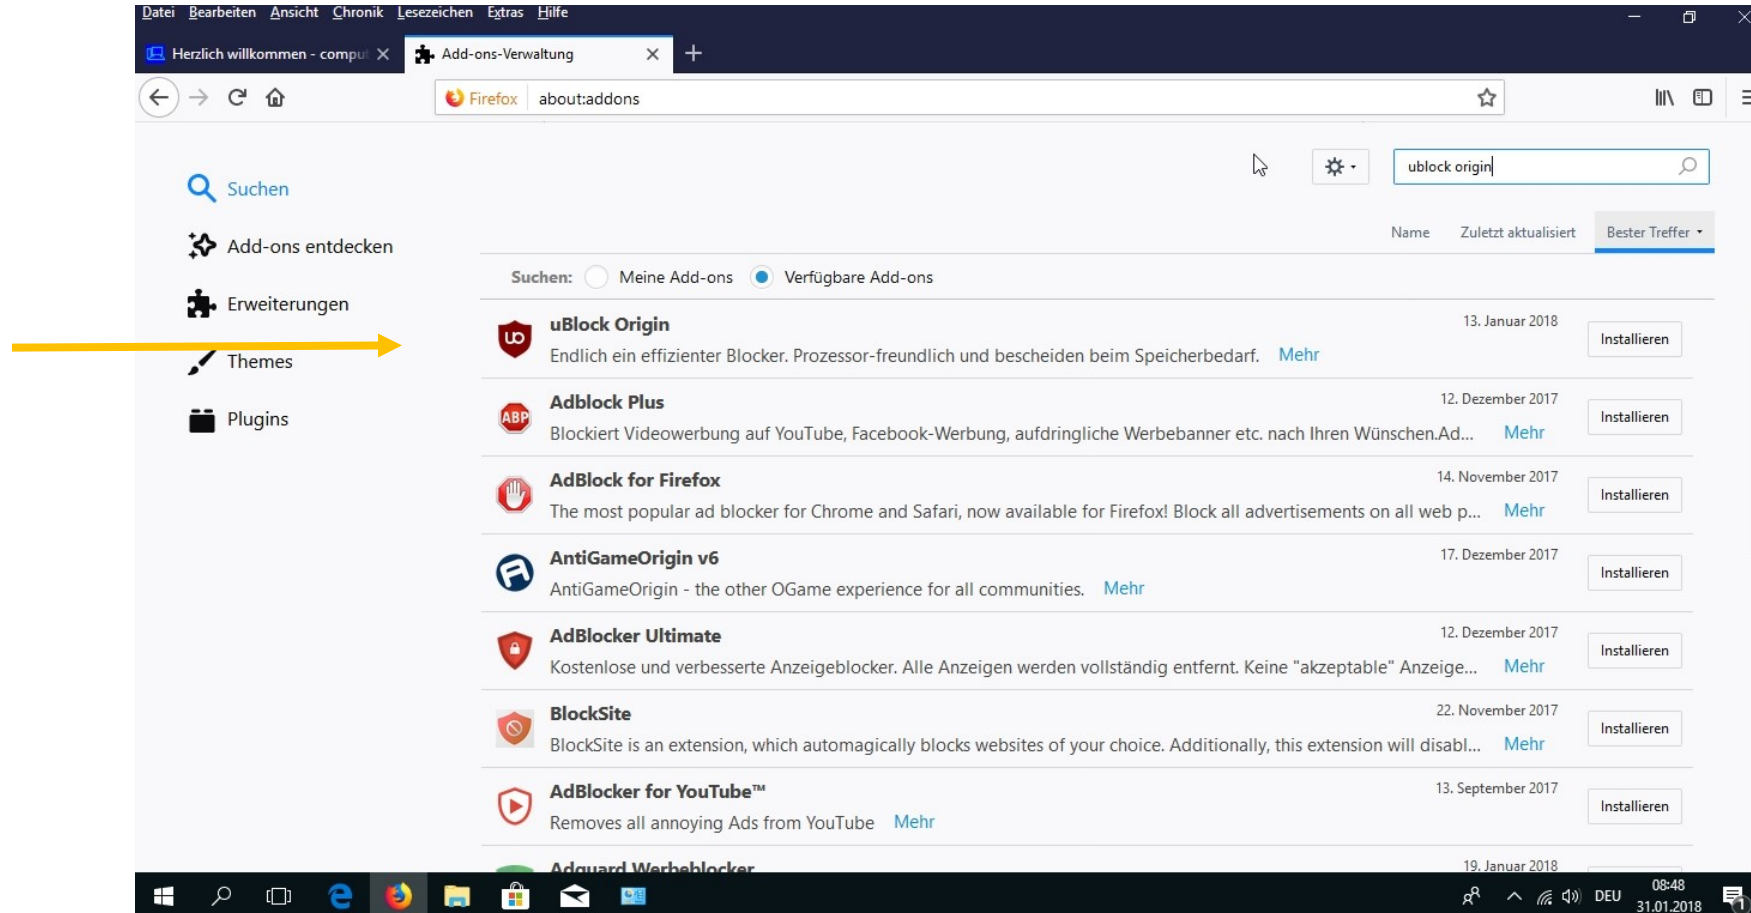 Datei Bearbeiten Ansicht Chronik Lesezeichen Extras Hilfe
Herzlich willkommen - comput
Add-ons-Verwaltung
Firefox about:addons
ublock origin
Suchen
Add-ons entdecken
Erweiterungen
Themes
Plugins
Name Zuletzt aktualisiert Bester Treffer
Suchen: Meine Add-ons Verfügbare Add-ons
uBlock Origin 13. Januar 2018
Endlich ein effizienter Blocker. Prozessor-freundlich und bescheiden beim Speicherbedarf. Mehr
Installieren
Adblock Plus 12. Dezember 2017
ABP
Blockiert Videowerbung auf YouTube, Facebook-Werbung, aufdringliche Werbebanner etc. nach Ihren Wünschen.Ad... Mehr
Installieren
AdBlock for Firefox 14. November 2017
The most popular ad blocker for Chrome and Safari, now available for Firefox! Block all advertisements on all web p... Mehr
Installieren
AntiGameOrigin v6 17. Dezember 2017
AntiGameOrigin - the other OGame experience for all communities. Mehr
Installieren
AdBlocker Ultimate 12. Dezember 2017
Kostenlose und verbesserte Anzeigeblocker. Alle Anzeigen werden vollständig entfernt. Keine "akzeptable" Anzeige... Mehr
Installieren
BlockSite 22. November 2017
BlockSite is an extension, which automagically blocks websites of your choice. Additionally, this extension will disabl... Mehr
Installieren
AdBlocker for YouTube™ 13. September 2017
Removes all annoying Ads from YouTube Mehr
Installieren
Adguard Werbeblocker 19. Januar 2018
DEU
08:48
31.01.2018
1